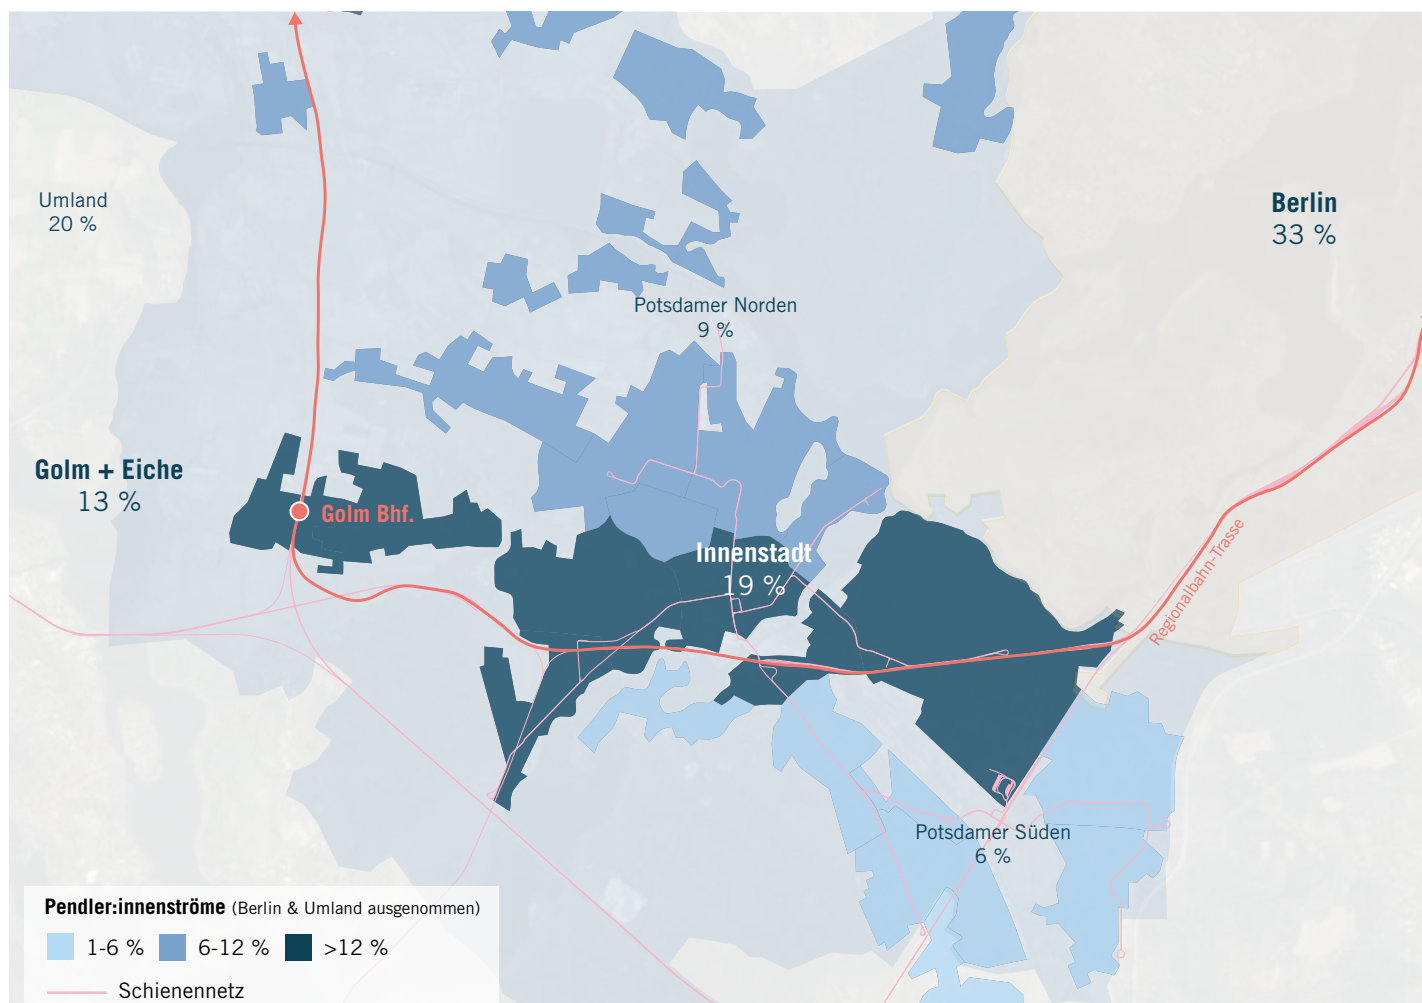 Umland
20 %
Berlin
33 %
Potsdamer Norden
9 %
Golm + Eiche
13 %
Golm Bhf.
Innenstadt
19 %
Regionalbahn-Trasse
Potsdamer Süden
6 %
Pendler:innenströme (Berlin & Umland ausgenommen)
1-6 % 6-12 % >12 %
Schienennetz